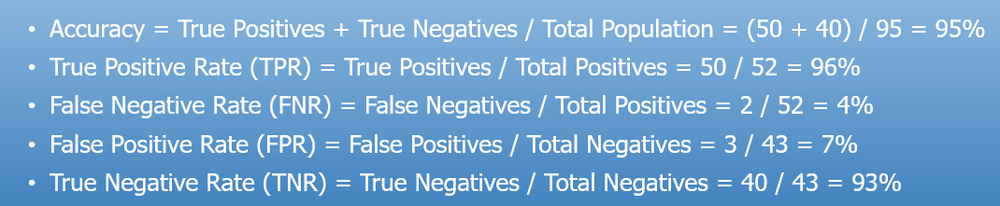 • Accuracy = True Positives + True Negatives / Total Population = (50 + 40) / 95 = 95%
• True Positive Rate (TPR) = True Positives / Total Positives = 50 / 52 = 96%
• False Negative Rate (FNR) = False Negatives / Total Positives = 2 / 52 = 4%
• False Positive Rate (FPR) = False Positives / Total Negatives = 3 / 43 = 7%
• True Negative Rate (TNR) = True Negatives / Total Negatives = 40 / 43 = 93%